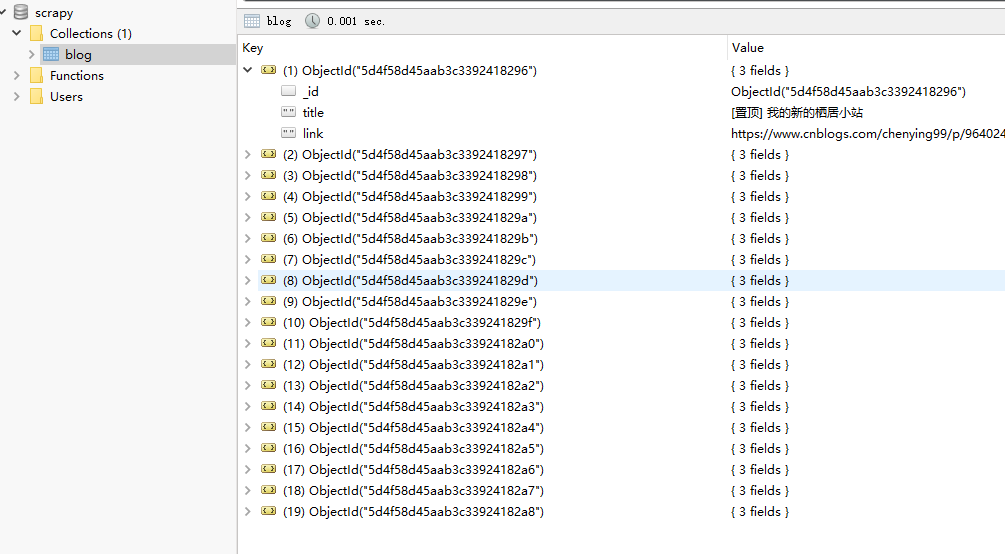 scrapy
Collections (1)
blog
Functions
Users
blog 0.001 sec.
Key Value
(1) ObjectId("5d4f58d45aab3c3392418296") { 3 fields }
_id ObjectId("5d4f58d45aab3c3392418296")
title [置顶] 我的新的栖居小站
link https://www.cnblogs.com/chenying99/p/964024
(2) ObjectId("5d4f58d45aab3c3392418297") { 3 fields }
(3) ObjectId("5d4f58d45aab3c3392418298") { 3 fields }
(4) ObjectId("5d4f58d45aab3c3392418299") { 3 fields }
(5) ObjectId("5d4f58d45aab3c339241829a") { 3 fields }
(6) ObjectId("5d4f58d45aab3c339241829b") { 3 fields }
(7) ObjectId("5d4f58d45aab3c339241829c") { 3 fields }
(8) ObjectId("5d4f58d45aab3c339241829d") { 3 fields }
(9) ObjectId("5d4f58d45aab3c339241829e") { 3 fields }
(10) ObjectId("5d4f58d45aab3c339241829f") { 3 fields }
(11) ObjectId("5d4f58d45aab3c33924182a0") { 3 fields }
(12) ObjectId("5d4f58d45aab3c33924182a1") { 3 fields }
(13) ObjectId("5d4f58d45aab3c33924182a2") { 3 fields }
(14) ObjectId("5d4f58d45aab3c33924182a3") { 3 fields }
(15) ObjectId("5d4f58d45aab3c33924182a4") { 3 fields }
(16) ObjectId("5d4f58d45aab3c33924182a5") { 3 fields }
(17) ObjectId("5d4f58d45aab3c33924182a6") { 3 fields }
(18) ObjectId("5d4f58d45aab3c33924182a7") { 3 fields }
(19) ObjectId("5d4f58d45aab3c33924182a8") { 3 fields }